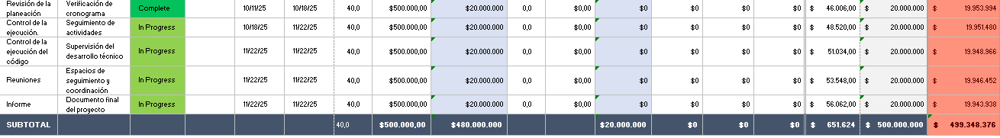 Revisión de la planeación Verificación de cronograma Complete 10/11/25 10/18/25 40,0 $500.000,00 $20.000.000 0,0 $0,00 $0 $0 $0 $0 $ 46.006,00 $ 20.000.000 $ 19.953.994
Control de la ejecución. Seguimiento de actividades In Progress 10/18/25 11/22/25 40,0 $500.000,00 $20.000.000 0,0 $0,00 $0 $0 $0 $0 $ 48.520,00 $ 20.000.000 $ 19.951.480
Control de la ejecución del código Supervisión del desarrollo técnico In Progress 11/22/25 11/22/25 40,0 $500.000,00 $20.000.000 0,0 $0,00 $0 $0 $0 $0 $ 51.034,00 $ 20.000.000 $ 19.948.966
Reuniones Espacios de seguimiento y coordinación In Progress 11/22/25 11/22/25 40,0 $500.000,00 $20.000.000 0,0 $0,00 $0 $0 $0 $0 $ 53.548,00 $ 20.000.000 $ 19.946.452
Informe Documento final del proyecto In Progress 11/22/25 11/22/25 40,0 $500.000,00 $20.000.000 0,0 $0,00 $0 $0 $0 $0 $ 56.062,00 $ 20.000.000 $ 19.943.938
SUBTOTAL 40,0 $500.000,00 $480.000.000 $20.000.000 $0 $0 $0 $ 651.624 $ 500.000.000 $ 499.348.376